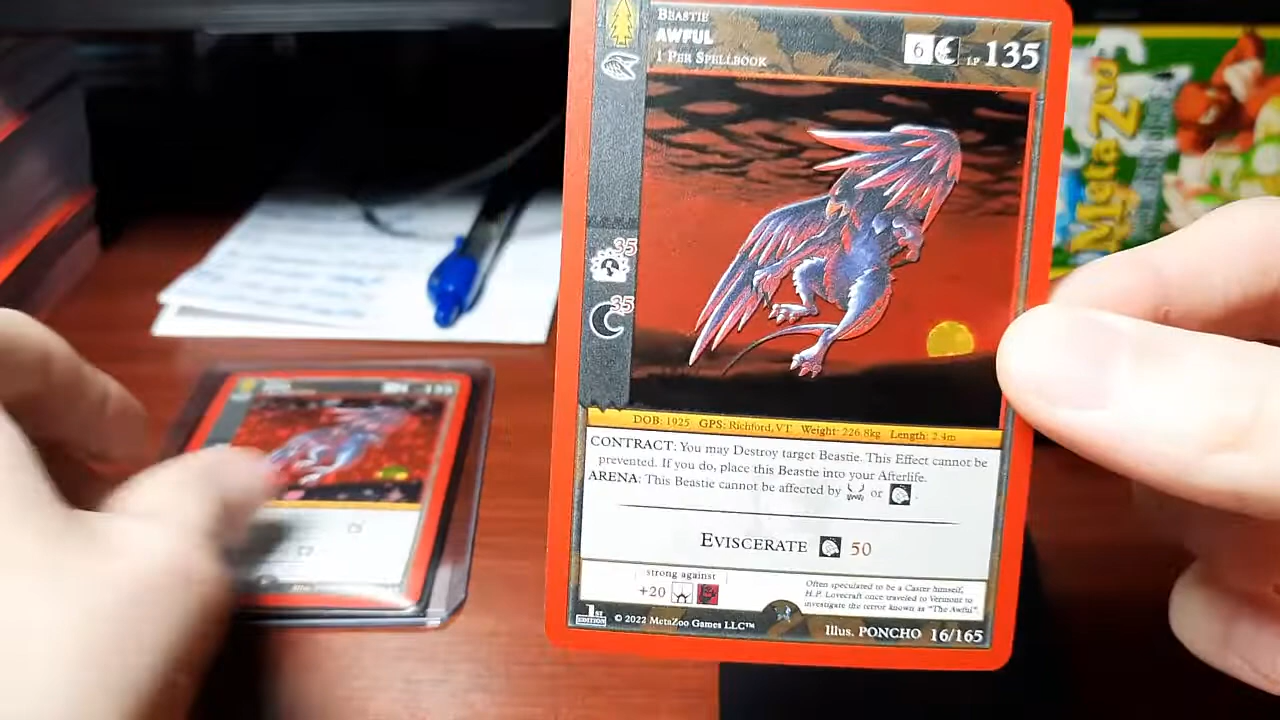 BEASTIE
AWFUL
1 PER SPELLBOOK
6 LP 135
MetaZoo
35
35
DOB: 1925 GPS: Richford, VT Weight: 226.8kg Length: 2.4m
CONTRACT: You may Destroy target Beastie. This Effect cannot be
prevented. If you do, place this Beastie into your Afterlife.
ARENA: This Beastie cannot be affected by or .
EVISCERATE 50
strong against
+20
Often speculated to be a Caster himself,
H.P. Lovecraft once traveled to Vermont to
investigate the terror known as "The Awful".
1ST
EDITION
© 2022 MetaZoo Games LLC™
Illus. PONCHO 16/165